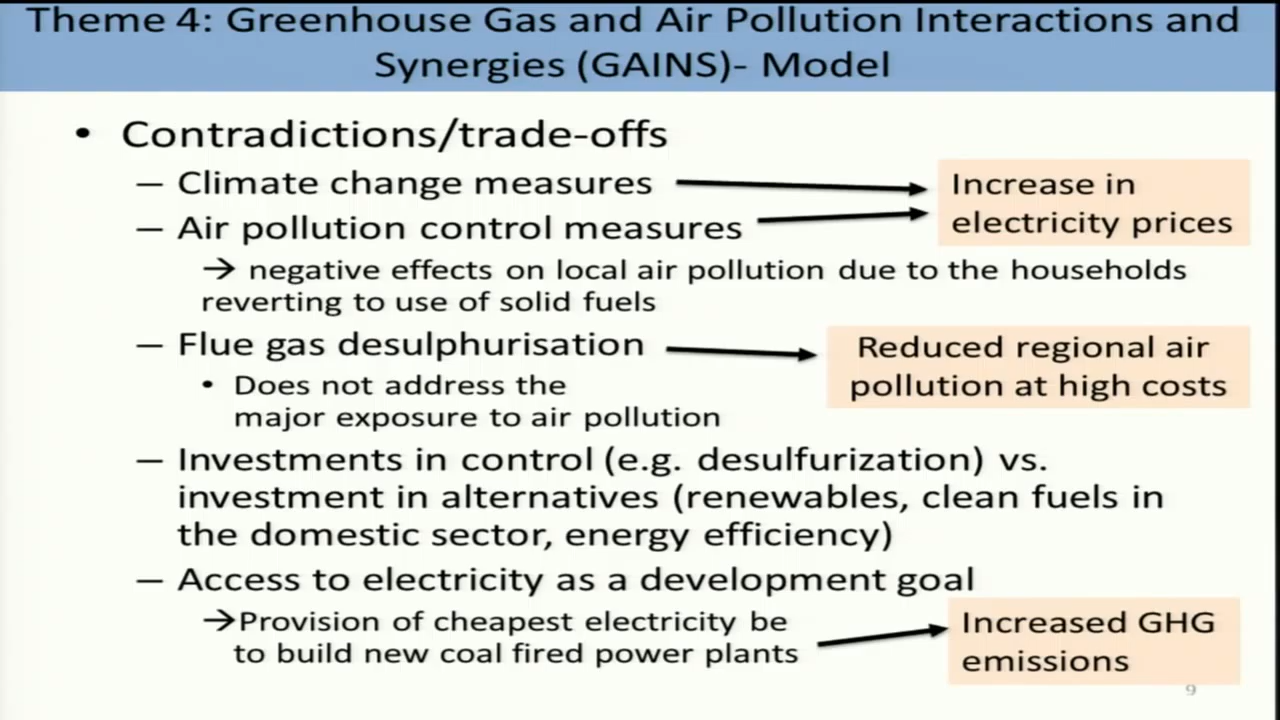 Theme 4: Greenhouse Gas and Air Pollution Interactions and
Synergies (GAINS)- Model
• Contradictions/trade-offs
– Climate change measures
Increase in
electricity prices
– Air pollution control measures
→ negative effects on local air pollution due to the households
reverting to use of solid fuels
– Flue gas desulphurisation
Reduced regional air
pollution at high costs
• Does not address the
major exposure to air pollution
– Investments in control (e.g. desulfurization) vs.
investment in alternatives (renewables, clean fuels in
the domestic sector, energy efficiency)
– Access to electricity as a development goal
→Provision of cheapest electricity be
to build new coal fired power plants
Increased GHG
emissions
9